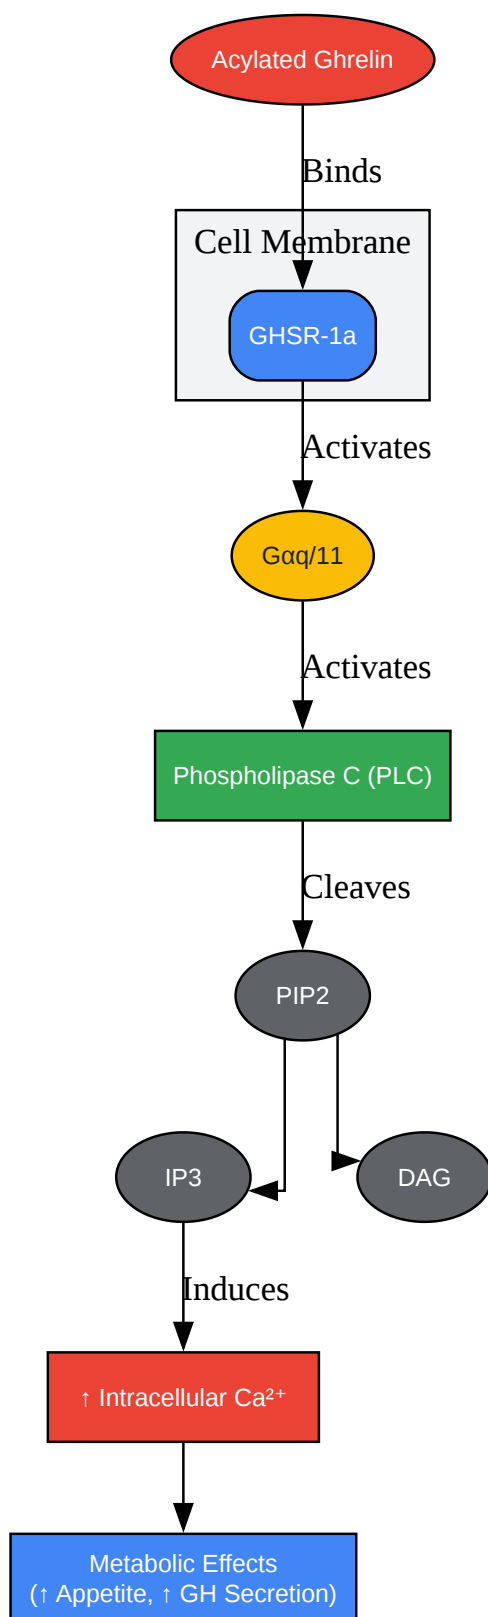 Acylated Ghrelin
Binds
Cell Membrane
GHSR-1a
Activates
Gαq/11
Activates
Phospholipase C (PLC)
Cleaves
PIP2
IP3
DAG
Induces
↑ Intracellular Ca²⁺
Metabolic Effects
(↑ Appetite, ↑ GH Secretion)